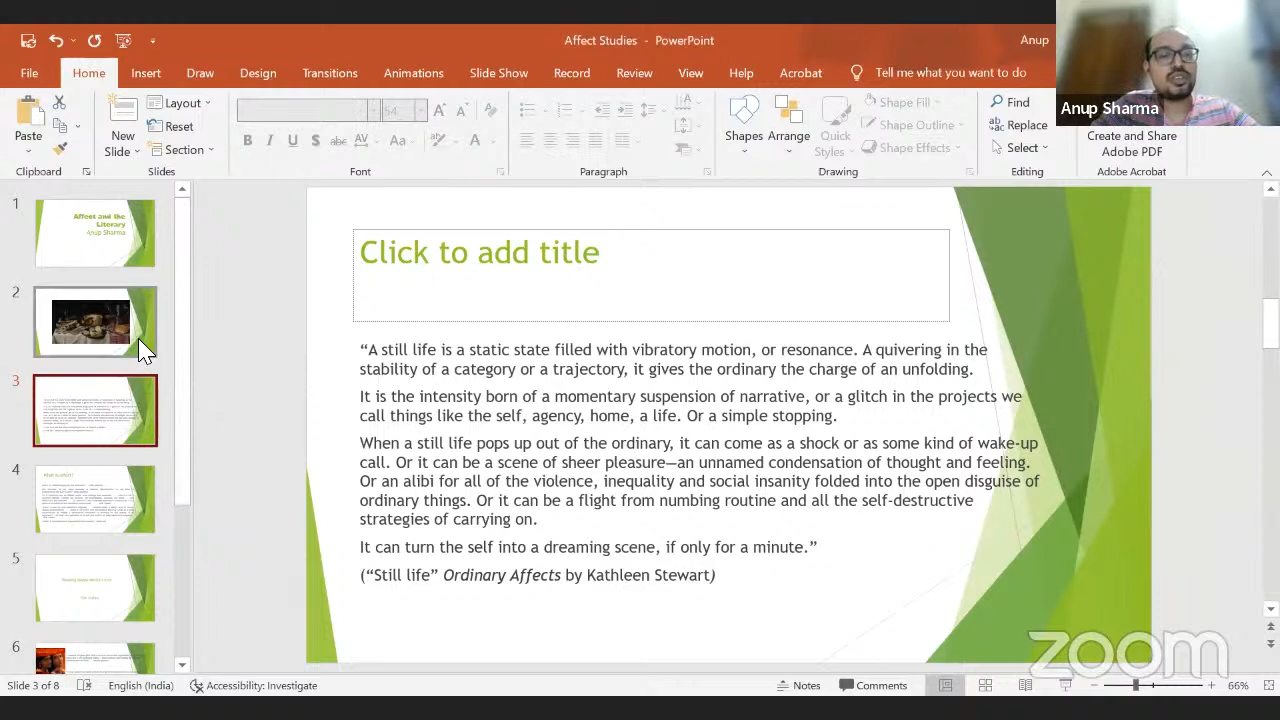 Affect Studies - PowerPoint
Anup
File Home Insert Draw Design Transitions Animations Slide Show Record Review View Help Acrobat Tell me what you want to do
Paste
Clipboard
New
Slide
Layout
Reset
Section
Slides
54
Font
Paragraph
Shapes
Arrange
Quick
Styles
Shape Fill
Shape Outline
Shape Effects
Drawing
Find
Replace
Select
Editing
Create and Share
Adobe PDF
Adobe Acrobat
Anup Sharma
1
Affect and the
Literary
Anup Sharma
2
3
4
What is affect?
5
6
Click to add title
“A still life is a static state filled with vibratory motion, or resonance. A quivering in the
stability of a category or a trajectory, it gives the ordinary the charge of an unfolding.
It is the intensity born of a momentary suspension of narrative, or a glitch in the projects we
call things like the self, agency, home, a life. Or a simple stopping.
When a still life pops up out of the ordinary, it can come as a shock or as some kind of wake-up
call. Or it can be a scene of sheer pleasure—an unnamed condensation of thought and feeling.
Or an alibi for all of the violence, inequality and social insanity folded into the open disguise of
ordinary things. Or it can be a flight from numbing routine and all the self-destructive
strategies of carrying on.
It can turn the self into a dreaming scene, if only for a minute.”
(“Still life” Ordinary Affects by Kathleen Stewart)
zoom
Slide 3 of 8 English (India) Accessibility: Investigate Notes Comments 66%